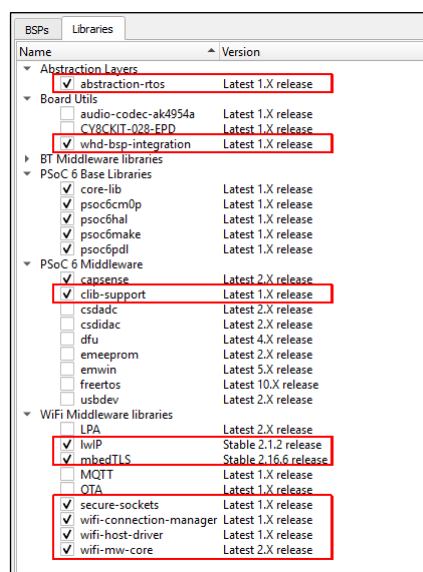 BSPs Libraries
Name Version
Abstraction Layers
abstraction-rtos Latest 1.X release
Board Utils
audio-codec-ak4954a Latest 1.X release
CY8CKIT-028-EPD Latest 1.X release
whd-bsp-integration Latest 1.X release
BT Middleware libraries
PSoC 6 Base Libraries
core-lib Latest 1.X release
psoc6cm0p Latest 1.X release
psoc6hal Latest 1.X release
psoc6make Latest 1.X release
psoc6pdl Latest 1.X release
PSoC 6 Middleware
capsense Latest 2.X release
clib-support Latest 1.X release
csdadc Latest 2.X release
csdidac Latest 2.X release
dfu Latest 4.X release
emeeprom Latest 2.X release
emwin Latest 5.X release
freertos Latest 10.X release
usbdev Latest 2.X release
WiFi Middleware libraries
LPA Latest 2.X release
lwIP Stable 2.1.2 release
mbedTLS Stable 2.16.6 release
MQTT Latest 1.X release
OTA Latest 1.X release
secure-sockets Latest 1.X release
wifi-connection-manager Latest 1.X release
wifi-host-driver Latest 1.X release
wifi-mw-core Latest 2.X release